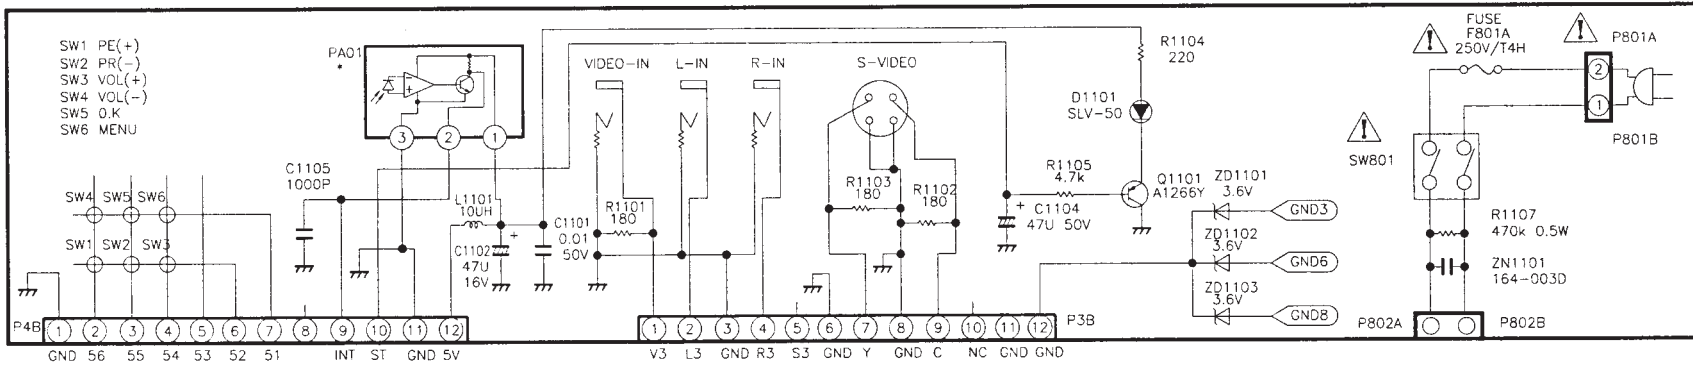 SW1 PE(+)
SW2 PR(-)
SW3 VOL(+)
SW4 VOL(-)
SW5 O.K
SW6 MENU
PA01
*
3 2 1
VIDEO-IN L-IN R-IN S-VIDEO
R1104
220
D1101
SLV-50
FUSE
F801A
250V/T4H
P801A
2
1
P801B
SW801
C1105
1000P
SW4 SW5 SW6
SW1 SW2 SW3
L1101
10UH
C1102
47U
16V
+
C1101
0.01
50V
R1101
180
R1103
180
R1102
180
R1105
4.7k
+
C1104
47U 50V
Q1101
A1266Y
ZD1101
3.6V
GND3
ZD1102
3.6V
GND6
ZD1103
3.6V
GND8
R1107
470k 0.5W
ZN1101
164-003D
P802A P802B
P4B 1 2 3 4 5 6 7 8 9 10 11 12
GND 56 55 54 53 52 51 INT ST GND 5V
1 2 3 4 5 6 7 8 9 10 11 12 P3B
V3 L3 GND R3 S3 GND Y GND C NC GND GND